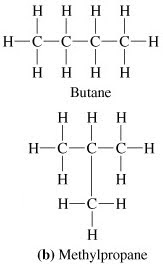 H H H H
H—C—C—C—C—H
H H H H
Butane
H H H
H—C—C—C—H
H H
H—C—H
H
(b) Methylpropane